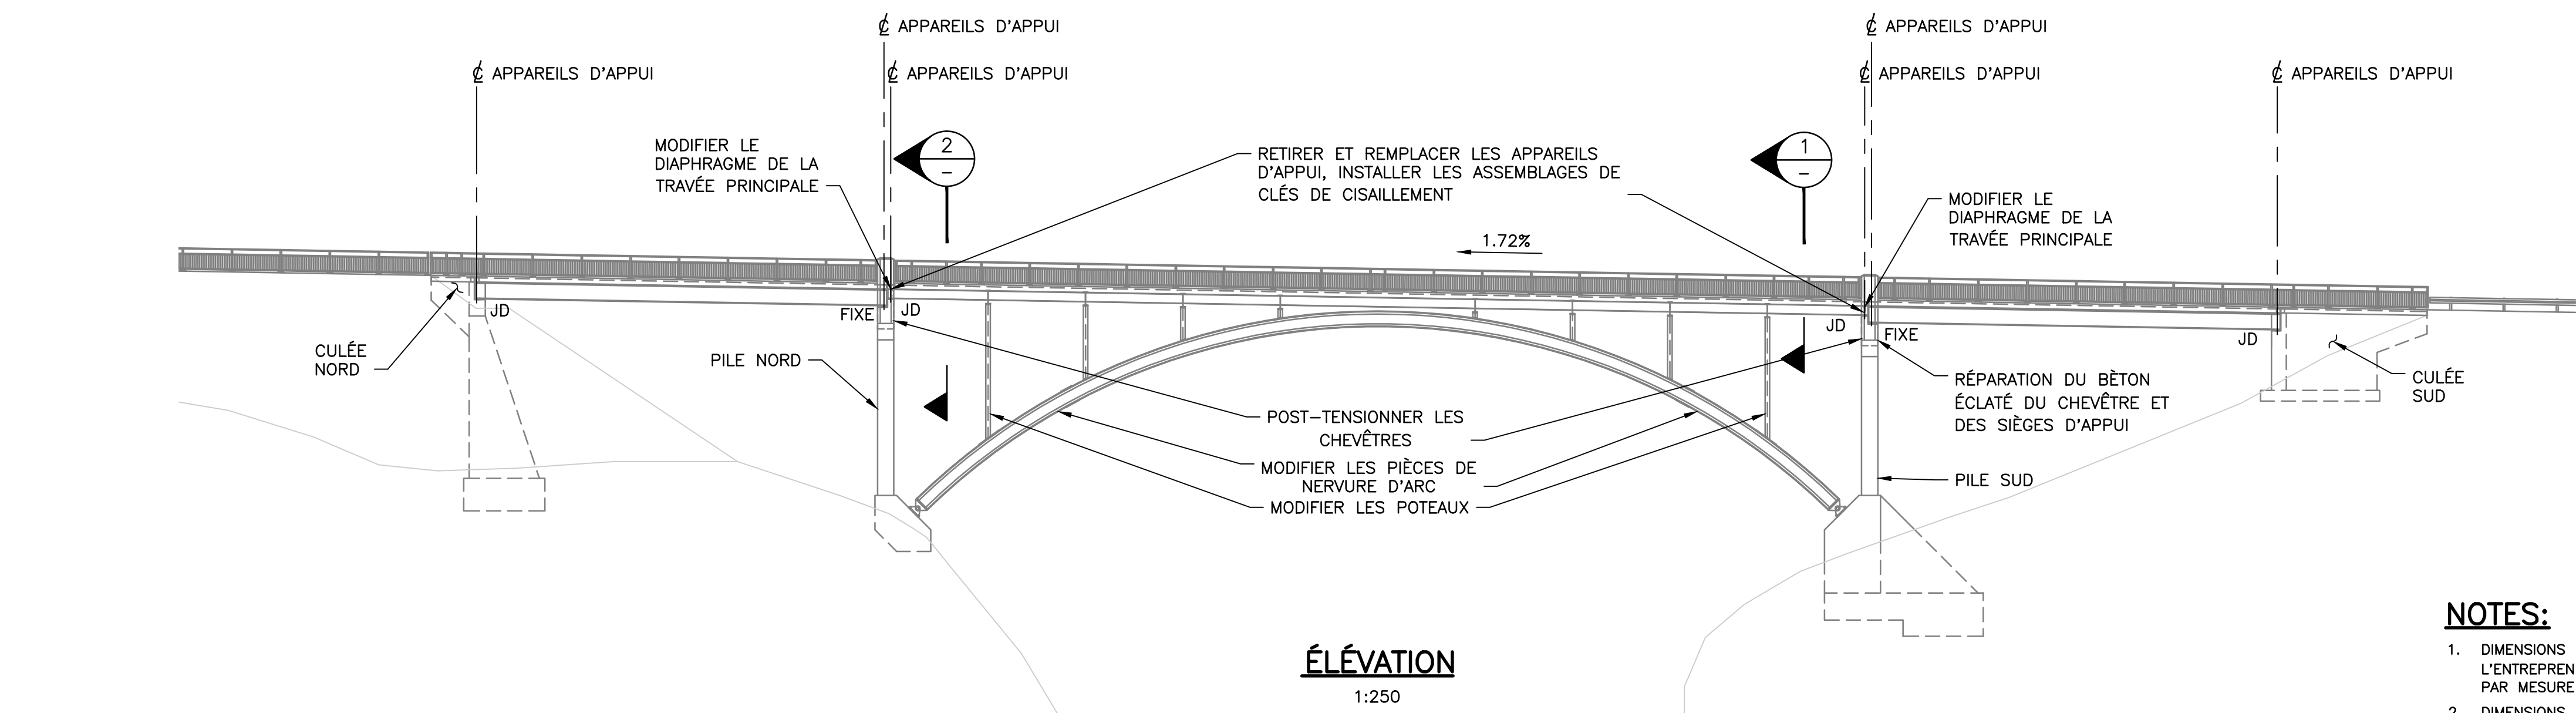 ℄ APPAREILS D'APPUI
℄ APPAREILS D'APPUI
℄ APPAREILS D'APPUI
℄ APPAREILS D'APPUI
℄ APPAREILS D'APPUI
℄ APPAREILS D'APPUI
MODIFIER LE
DIAPHRAGME DE LA
TRAVÉE PRINCIPALE
2
–
RETIRER ET REMPLACER LES APPAREILS
D'APPUI, INSTALLER LES ASSEMBLAGES DE
CLÉS DE CISAILLEMENT
1
–
MODIFIER LE
DIAPHRAGME DE LA
TRAVÉE PRINCIPALE
1.72%
JD
FIXE
JD
JD
FIXE
JD
CULÉE
NORD
PILE NORD
POST-TENSIONNER LES
CHEVÊTRES
MODIFIER LES PIÈCES DE
NERVURE D'ARC
MODIFIER LES POTEAUX
RÉPARATION DU BÈTON
ÉCLATÉ DU CHEVÊTRE ET
DES SIÈGES D'APPUI
PILE SUD
CULÉE
SUD
ÉLÉVATION
1:250
NOTES:
1. DIMENSIONS
L'ENTREPREN
PAR MESURE
2. DIMENSIONS